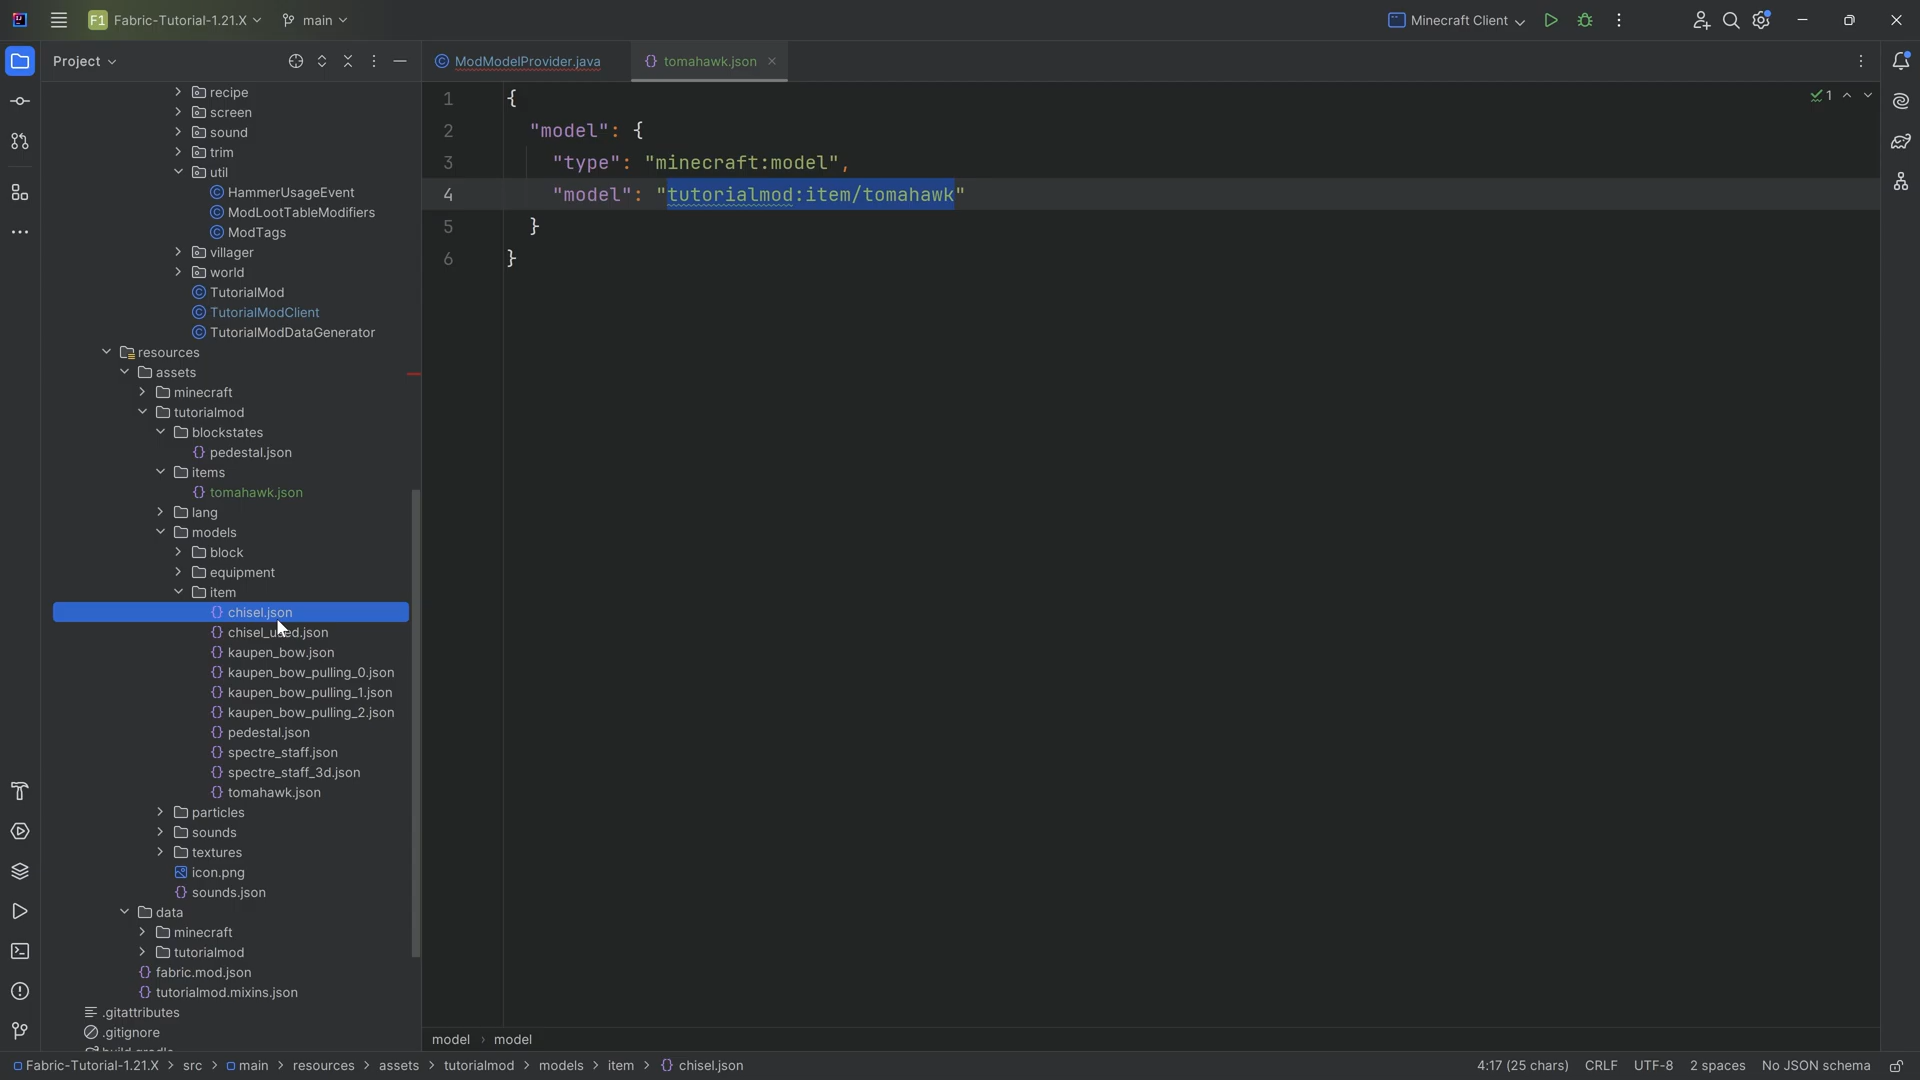 F1 Fabric-Tutorial-1.21.X main Minecraft Client
Project
ModModelProvider.java
tomahawk.json
recipe
screen
sound
trim
util
HammerUsageEvent
ModLootTableModifiers
ModTags
villager
world
TutorialMod
TutorialModClient
TutorialModDataGenerator
resources
assets
minecraft
tutorialmod
blockstates
pedestal.json
items
tomahawk.json
lang
models
block
equipment
item
chisel.json
chisel_used.json
kaupen_bow.json
kaupen_bow_pulling_0.json
kaupen_bow_pulling_1.json
kaupen_bow_pulling_2.json
pedestal.json
spectre_staff.json
spectre_staff_3d.json
tomahawk.json
particles
sounds
textures
icon.png
sounds.json
data
minecraft
tutorialmod
fabric.mod.json
tutorialmod.mixins.json
.gitattributes
.gitignore
1 {
2 "model": {
3 "type": "minecraft:model",
4 "model": "tutorialmod:item/tomahawk"
5 }
6 }
1
model › model
Fabric-Tutorial-1.21.X › src › main › resources › assets › tutorialmod › models › item › chisel.json
4:17 (25 chars) CRLF UTF-8 2 spaces No JSON schema